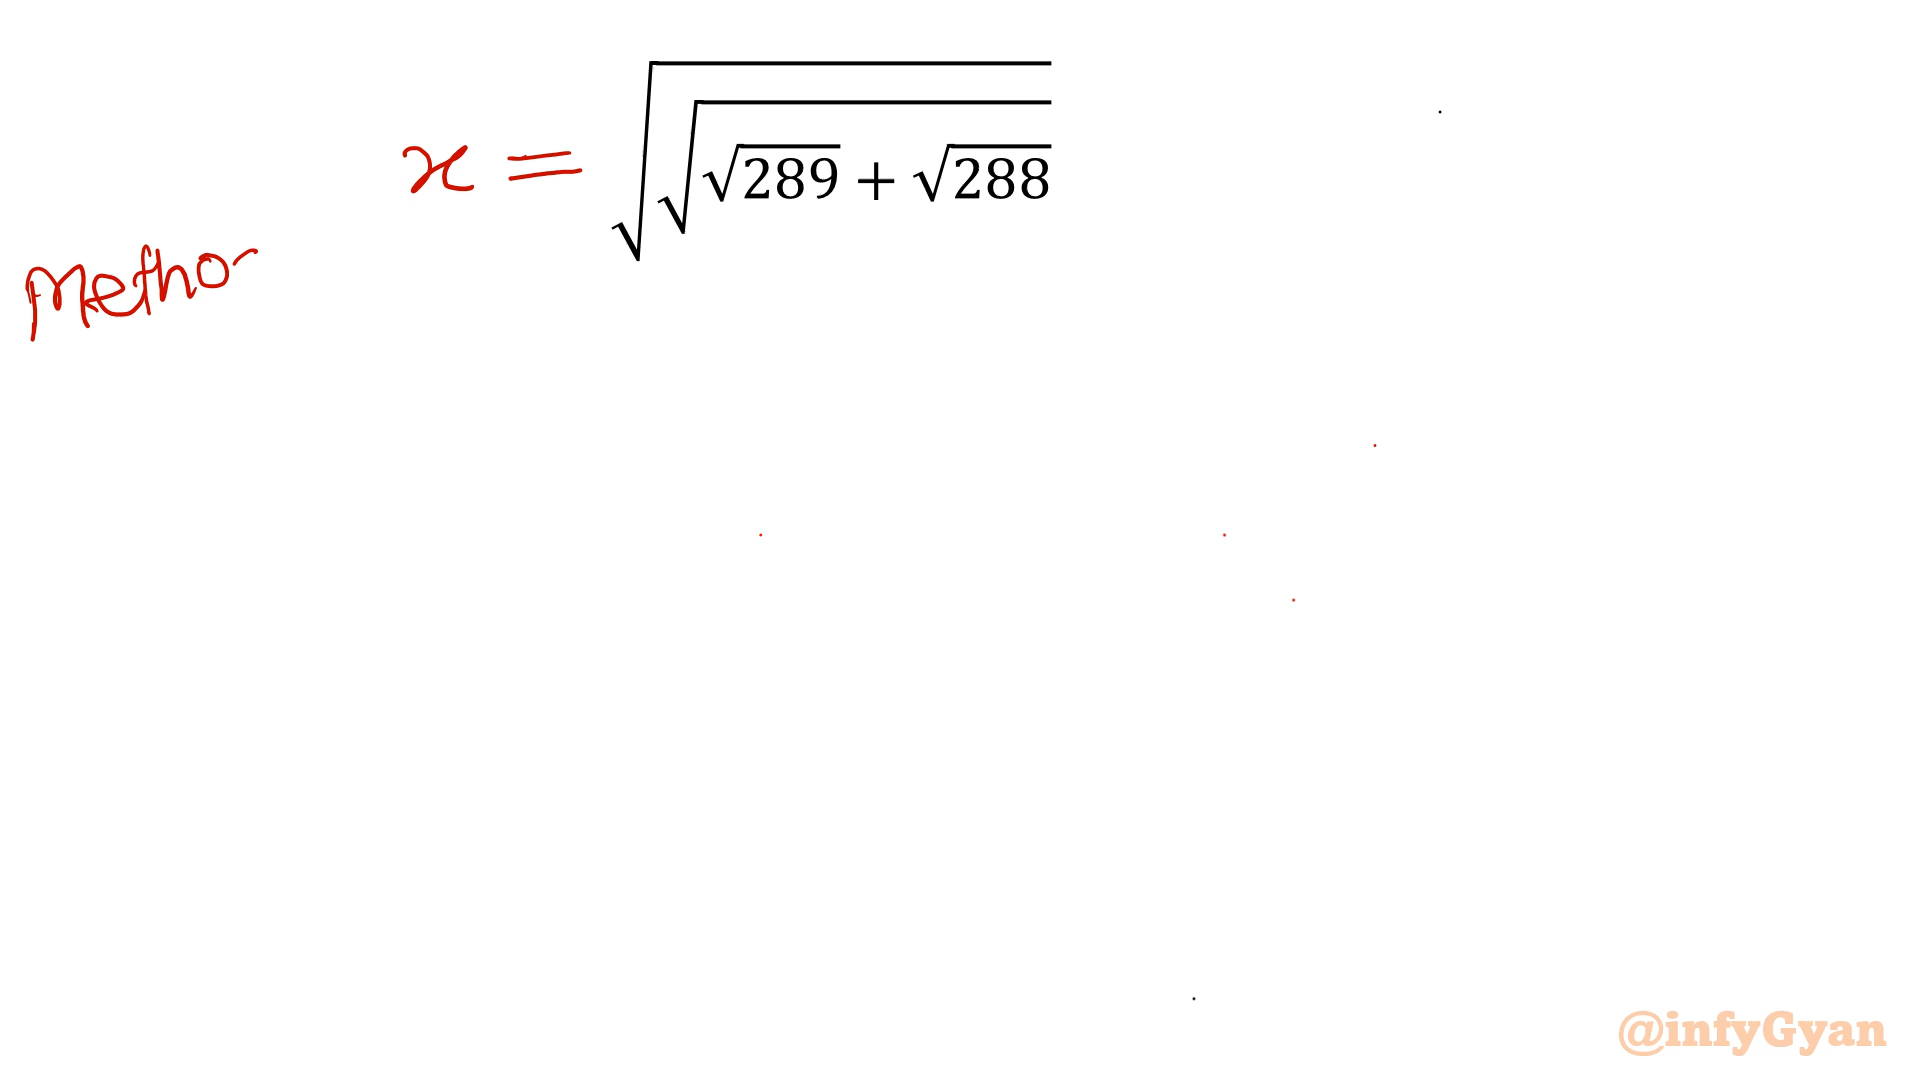 x = √√√289 + √288
Metho
@infyGyan